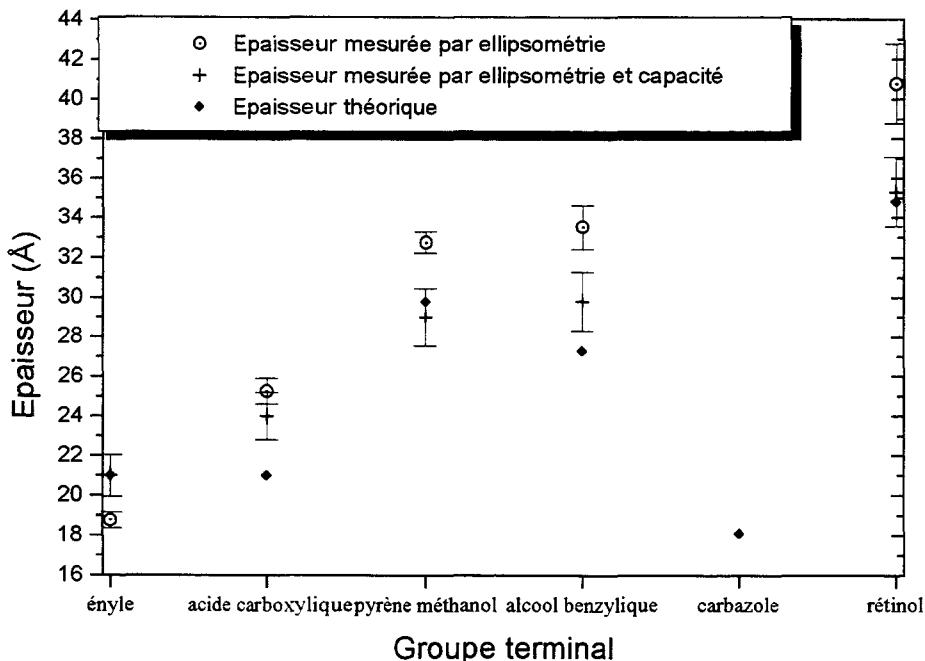 44
42
40
38
36
34
32
30
28
26
24
22
20
18
16
Epaisseur (Å)
Epaisseur mesurée par ellipsométrie
Epaisseur mesurée par ellipsométrie et capacité
Epaisseur théorique
ényle acide carboxylique pyrène méthanol alcool benzylique carbazole rétinol
Groupe terminal